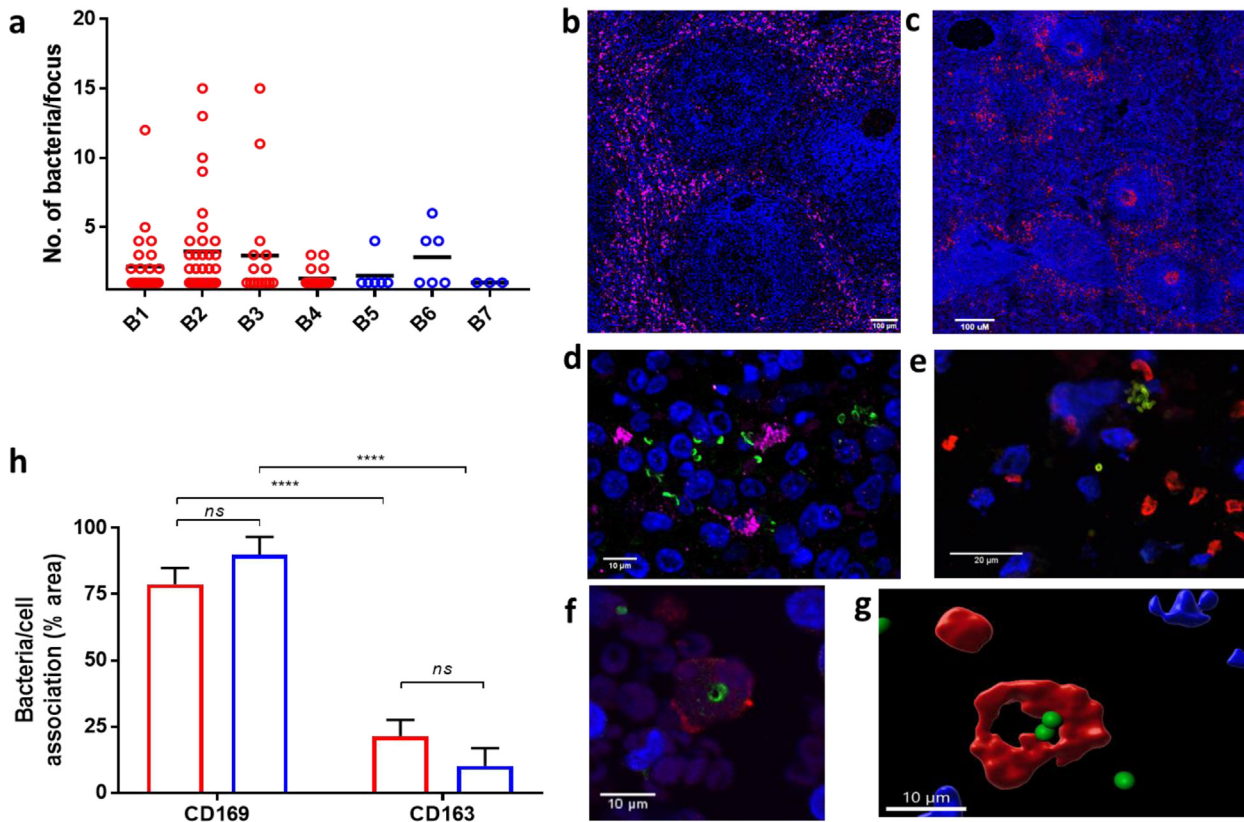 a
No. of bacteria/focus
20
15
10
5
B1
B2
B3
B4
B5
B6
B7
b
100 µm
c
100 uM
d
10 µm
e
20 µm
f
10 µm
g
10 µm
h
Bacteria/cell
association (% area)
100
75
50
25
0
ns
****
****
ns
CD169
CD163